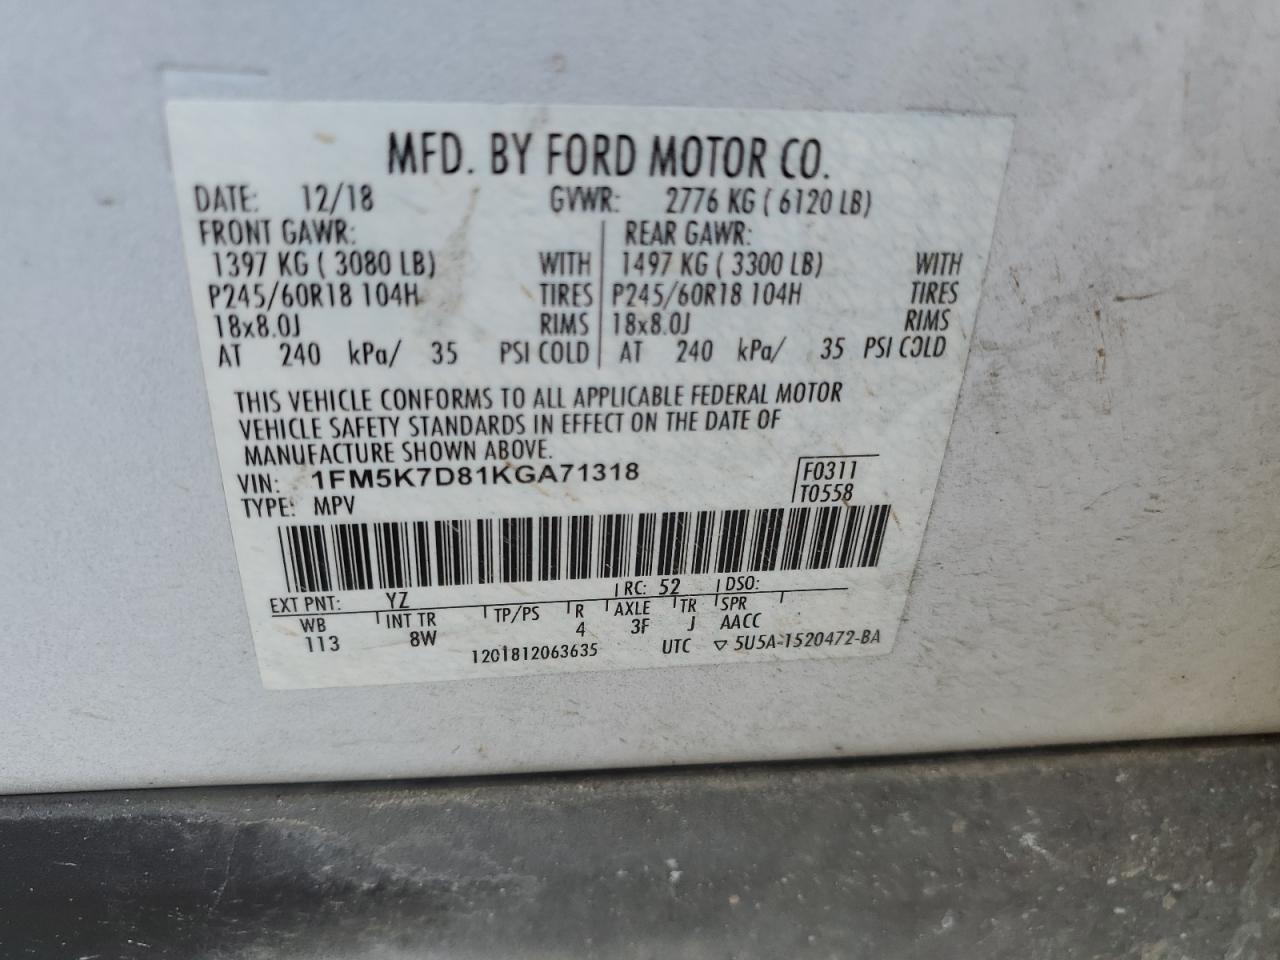 MFD. BY FORD MOTOR CO.
DATE: 12/18 GVWR: 2776 KG ( 6120 LB)
FRONT GAWR: REAR GAWR:
1397 KG ( 3080 LB) WITH 1497 KG ( 3300 LB) WITH
P245/60R18 104H TIRES P245/60R18 104H TIRES
18x8.0J RIMS 18x8.0J RIMS
AT 240 kPa/ 35 PSI COLD AT 240 kPa/ 35 PSI COLD
THIS VEHICLE CONFORMS TO ALL APPLICABLE FEDERAL MOTOR
VEHICLE SAFETY STANDARDS IN EFFECT ON THE DATE OF
MANUFACTURE SHOWN ABOVE.
VIN: 1FM5K7D81KGA71318 F0311
TYPE: MPV T0558
EXT PNT: YZ RC: 52 DSO:
WB INT TR TP/PS R AXLE TR SPR
113 8W 4 3F J AACC
1201812063635 UTC ▽ 5U5A-1520472-BA